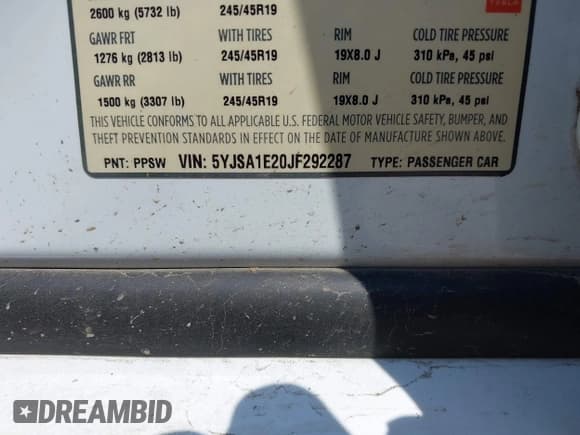 TESLA
2600 kg (5732 lb) 245/45R19
GAWR FRT WITH TIRES RIM COLD TIRE PRESSURE
1276 kg (2813 lb) 245/45R19 19X8.0 J 310 kPa, 45 psi
GAWR RR WITH TIRES RIM COLD TIRE PRESSURE
1500 kg (3307 lb) 245/45R19 19X8.0 J 310 kPa, 45 psi
THIS VEHICLE CONFORMS TO ALL APPLICABLE U.S. FEDERAL MOTOR VEHICLE SAFETY, BUMPER, AND
THEFT PREVENTION STANDARDS IN EFFECT ON THE DATE OF MANUFACTURE SHOWN ABOVE.
PNT: PPSW VIN: 5YJSA1E20JF292287 TYPE: PASSENGER CAR
DREAMBID